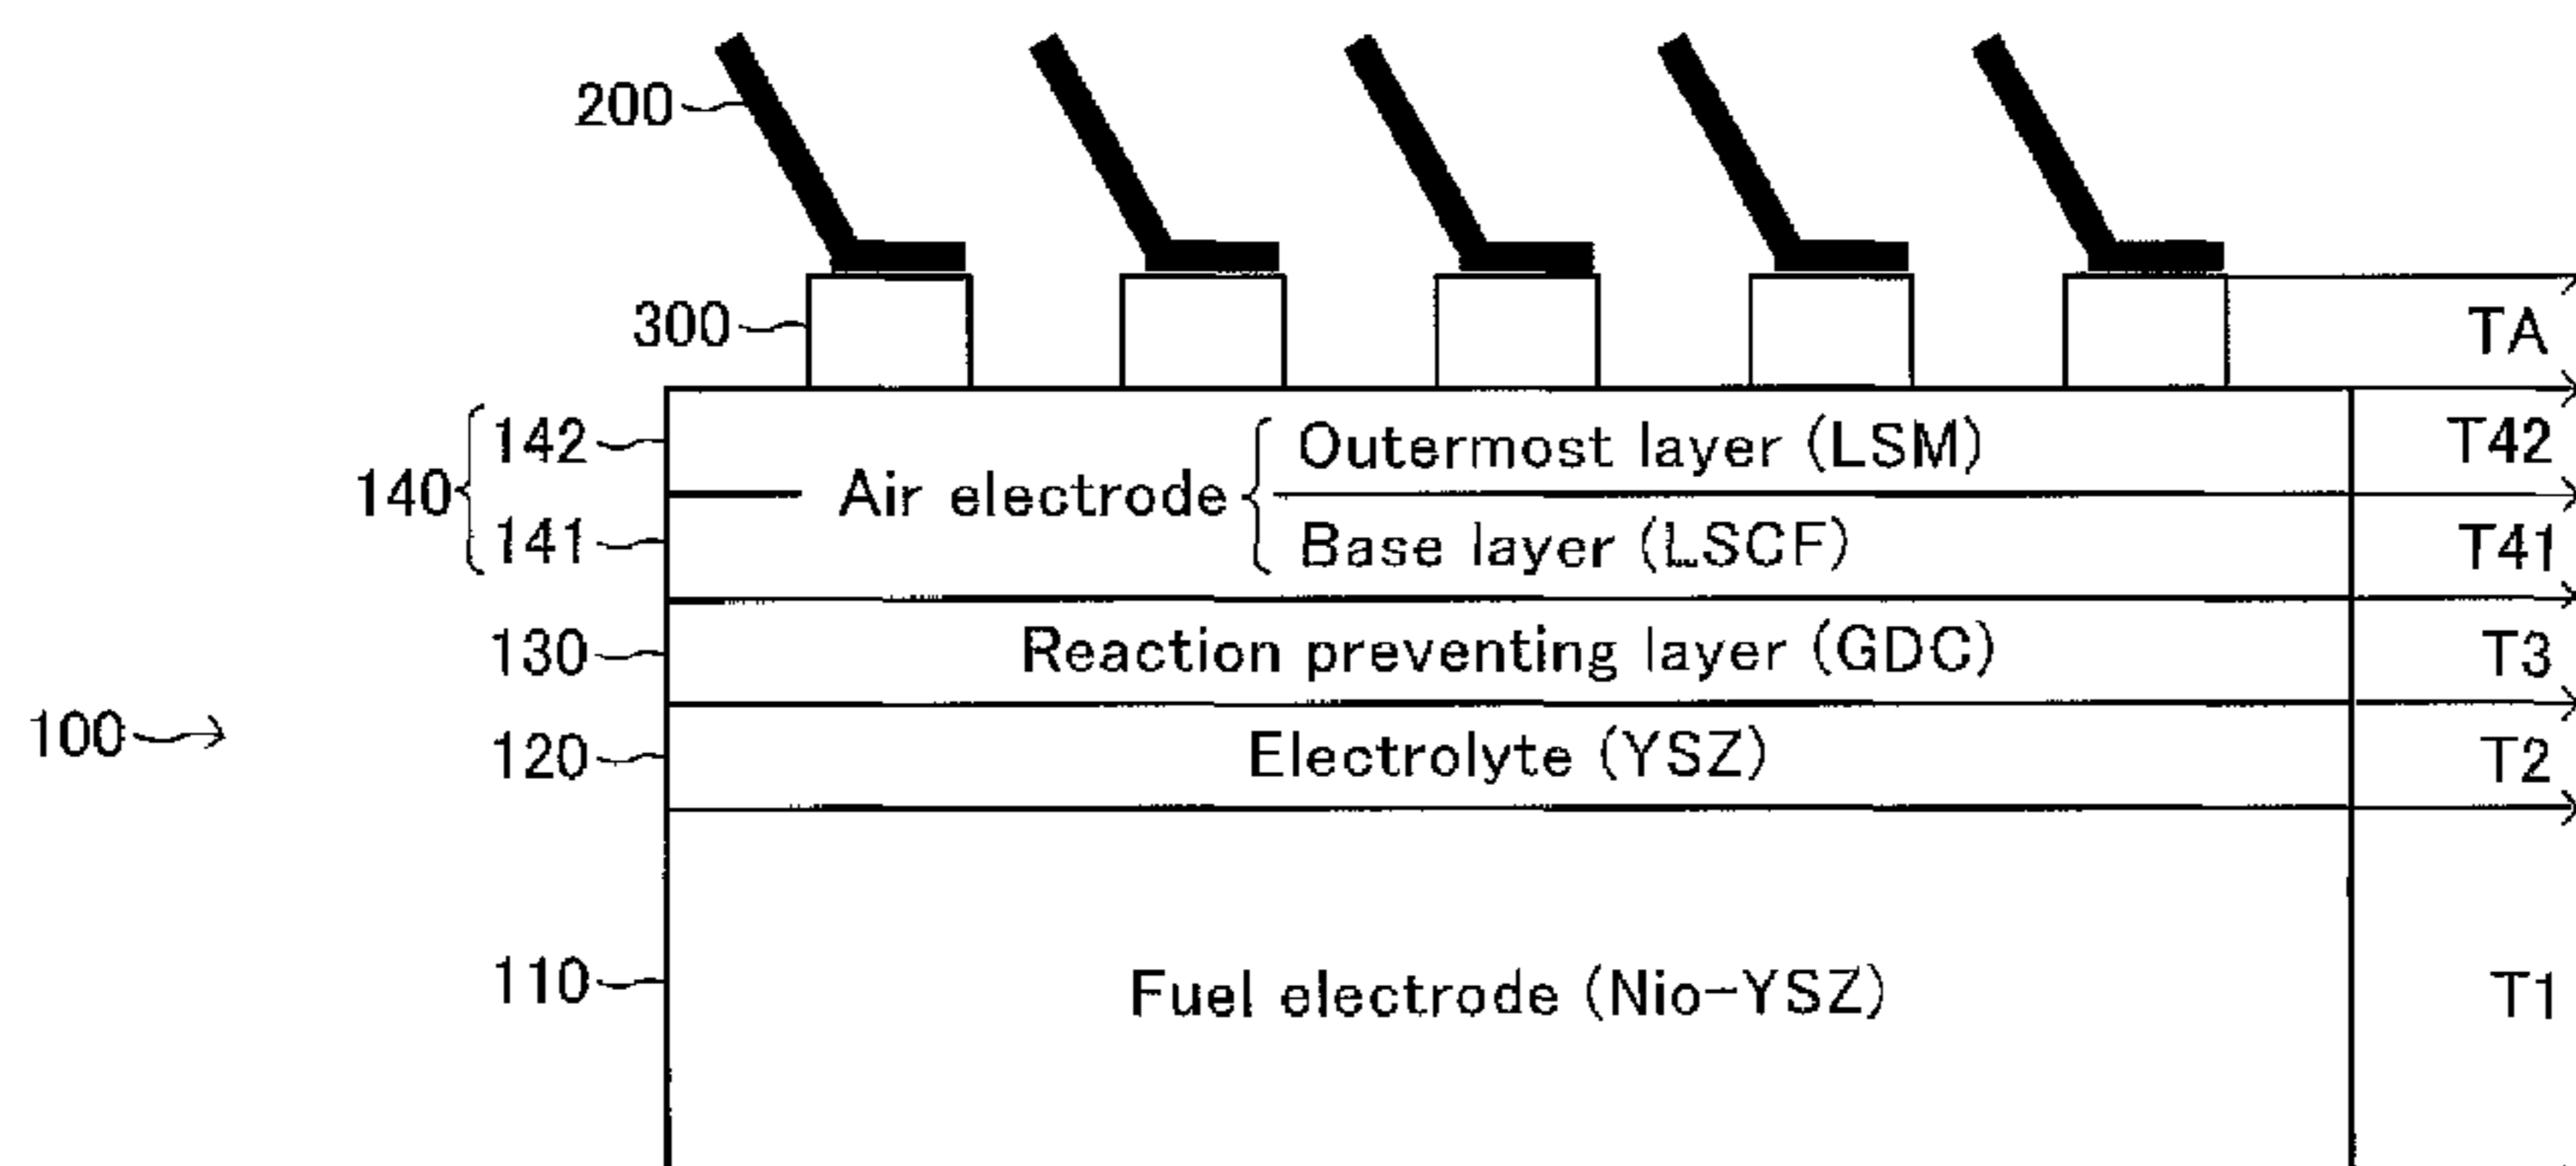 200
300
TA
142 Outermost layer (LSM) T42
140 Air electrode
141 Base layer (LSCF) T41
130 Reaction preventing layer (GDC) T3
100
120 Electrolyte (YSZ) T2
110 Fuel electrode (Nio-YSZ) T1